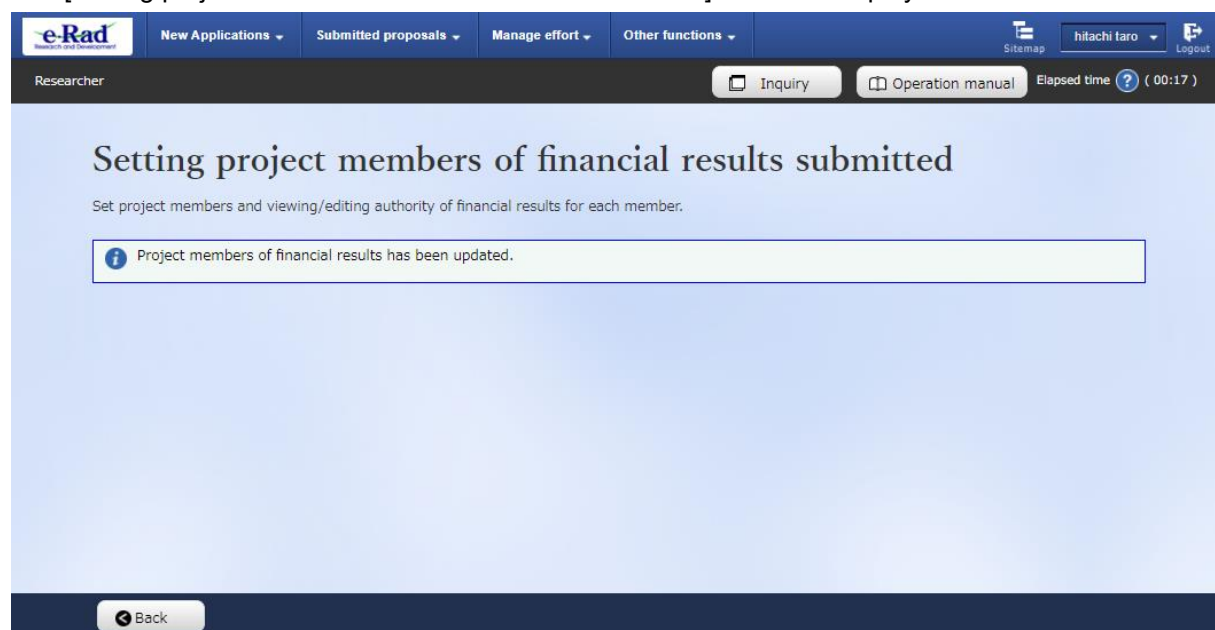 e-Rad
Research and Development
New Applications
Submitted proposals
Manage effort
Other functions
Sitemap
hitachi taro
Logout
Researcher
Inquiry
Operation manual
Elapsed time ? ( 00:17 )
Setting project members of financial results submitted
Set project members and viewing/editing authority of financial results for each member.
i Project members of financial results has been updated.
Back